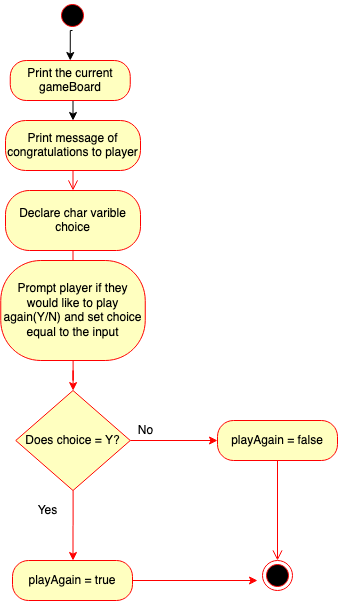 Print the current
gameBoard
Print message of
congratulations to player
Declare char varible
choice
Prompt player if they
would like to play
again(Y/N) and set choice
equal to the input
Does choice = Y?
No
playAgain = false
Yes
playAgain = true